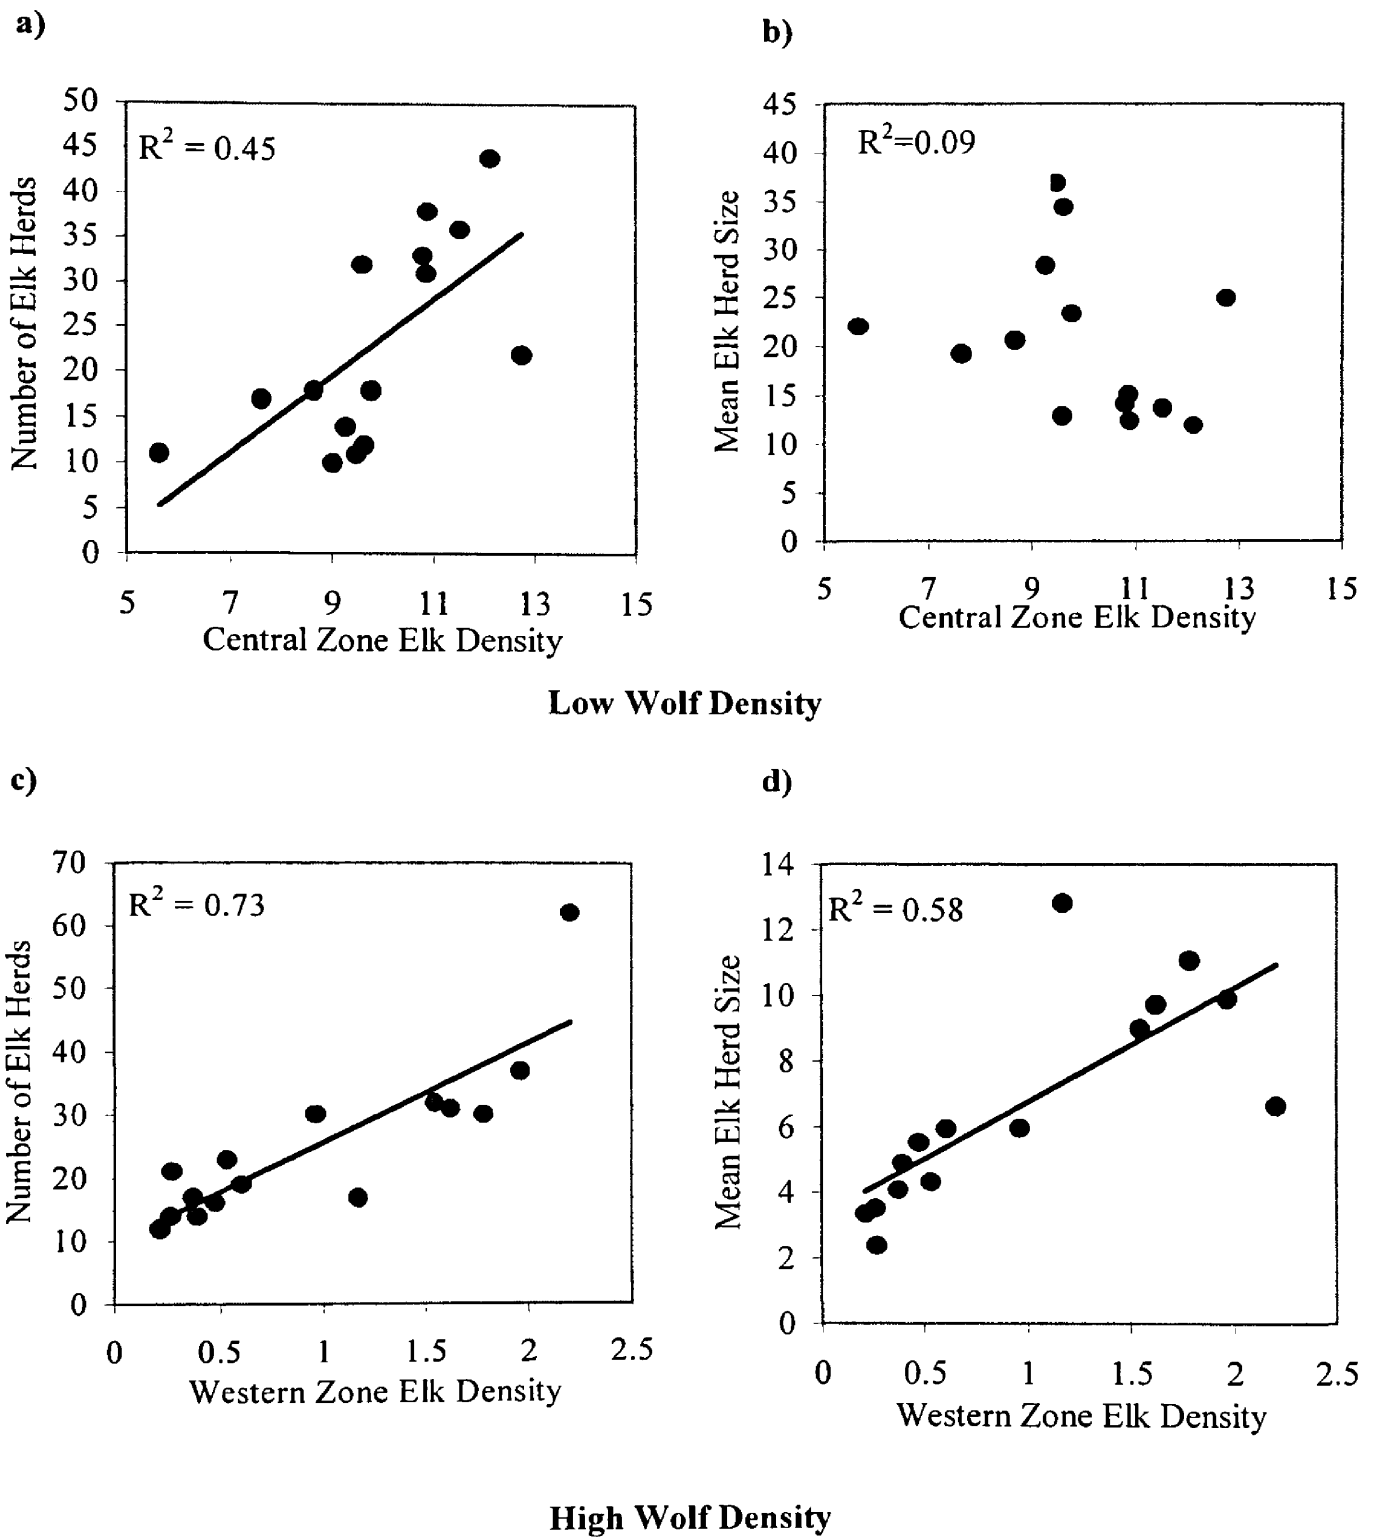 a)
50
45
40
35
30
25
20
15
10
5
0
R² = 0.45
Number of Elk Herds
5 7 9 11 13 15
Central Zone Elk Density
b)
45
40
35
30
25
20
15
10
5
0
R²=0.09
Mean Elk Herd Size
5 7 9 11 13 15
Central Zone Elk Density
Low Wolf Density
c)
70
60
50
40
30
20
10
0
R² = 0.73
Number of Elk Herds
0 0.5 1 1.5 2 2.5
Western Zone Elk Density
d)
14
12
10
8
6
4
2
0
R² = 0.58
Mean Elk Herd Size
0 0.5 1 1.5 2 2.5
Western Zone Elk Density
High Wolf Density